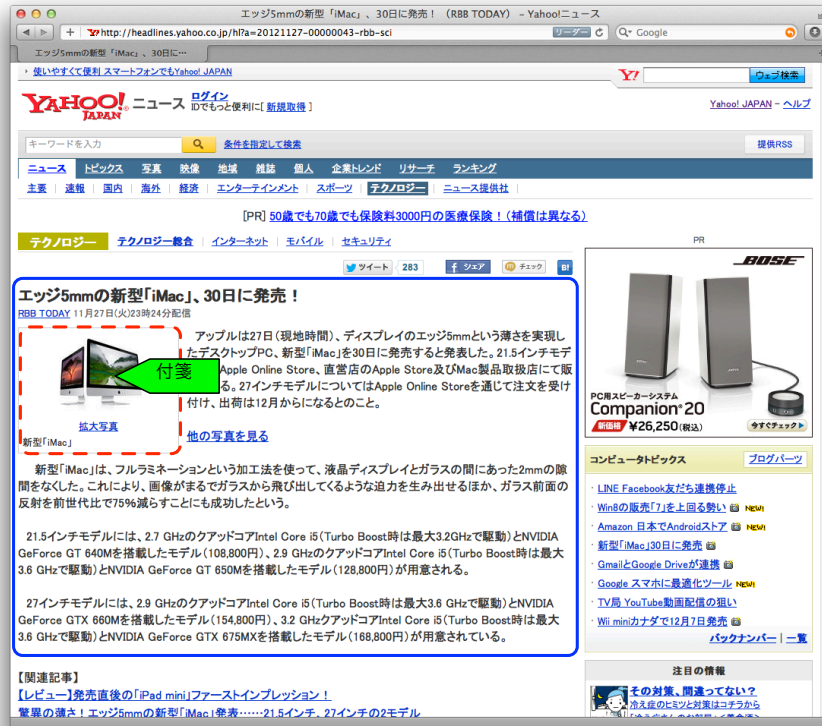 エッジ5mmの新型「iMac」、30日に発売！（RBB TODAY） – Yahoo!ニュース
http://headlines.yahoo.co.jp/hl?a=20121127-00000043-rbb-sci
リーダー
Google
エッジ5mmの新型「iMac」、30日に…
使いやすくて便利 スマートフォンでもYahoo! JAPAN
Y!
ウェブ検索
YAHOO! JAPAN ニュース
ログイン
IDでもっと便利に[ 新規取得 ]
Yahoo! JAPAN – ヘルプ
キーワードを入力
条件を指定して検索
提供RSS
ニュース トピックス 写真 映像 地域 雑誌 個人 企業トレンド リサーチ ランキング
主要 速報 国内 海外 経済 エンターテインメント スポーツ テクノロジー ニュース提供社
[PR] 50歳でも70歳でも保険料3000円の医療保険！（補償は異なる）
テクノロジー テクノロジー総合 インターネット モバイル セキュリティ
ツイート 283 シェア チェック B!
エッジ5mmの新型「iMac」、30日に発売！
RBB TODAY 11月27日(火)23時24分配信
アップルは27日（現地時間）、ディスプレイのエッジ5mmという薄さを実現し
たデスクトップPC、新型「iMac」を30日に発売すると発表した。21.5インチモデ
Apple Online Store、直営店のApple Store及びMac製品取扱店にて販
る。27インチモデルについてはApple Online Storeを通じて注文を受け
付け、出荷は12月からになるとのこと。
付箋
拡大写真
新型「iMac」
他の写真を見る
新型「iMac」は、フルラミネーションという加工法を使って、液晶ディスプレイとガラスの間にあった2mmの隙
間をなくした。これにより、画像がまるでガラスから飛び出してくるような迫力を生み出せるほか、ガラス前面の
反射を前世代比で75%減らすことにも成功したという。
21.5インチモデルには、2.7 GHzのクアッドコアIntel Core i5（Turbo Boost時は最大3.2GHzで駆動）とNVIDIA
GeForce GT 640Mを搭載したモデル（108,800円）、2.9 GHzのクアッドコアIntel Core i5（Turbo Boost時は最大
3.6 GHzで駆動）とNVIDIA GeForce GT 650Mを搭載したモデル（128,800円）が用意される。
27インチモデルには、2.9 GHzのクアッドコアIntel Core i5（Turbo Boost時は最大3.6 GHzで駆動）とNVIDIA
GeForce GTX 660Mを搭載したモデル（154,800円）、3.2 GHzクアッドコアIntel Core i5（Turbo Boost時は最大
3.6 GHzで駆動）とNVIDIA GeForce GTX 675MXを搭載したモデル（168,800円）が用意されている。
【関連記事】
【レビュー】発売直後の「iPad mini」ファーストインプレッション！
驚異の薄さ！エッジ5mmの新型「iMac」発表……21.5インチ、27インチの2モデル
PR
BOSE
PC用スピーカーシステム
Companion®20
新価格 ¥26,250(税込)
今すぐチェック
コンピュータトピックス
ブログパーツ
LINE Facebook友だち連携停止
Win8の販売「7」を上回る勢い NEW!
Amazon 日本でAndroidストア NEW!
新型「iMac」30日に発売
GmailとGoogle Driveが連携
Google スマホに最適化ツール NEW!
TV局 YouTube動画配信の狙い
Wii miniカナダで12月7日発売
バックナンバー 一覧
注目の情報
その対策、間違ってない？
冷え症のヒミツと対策はコチラから